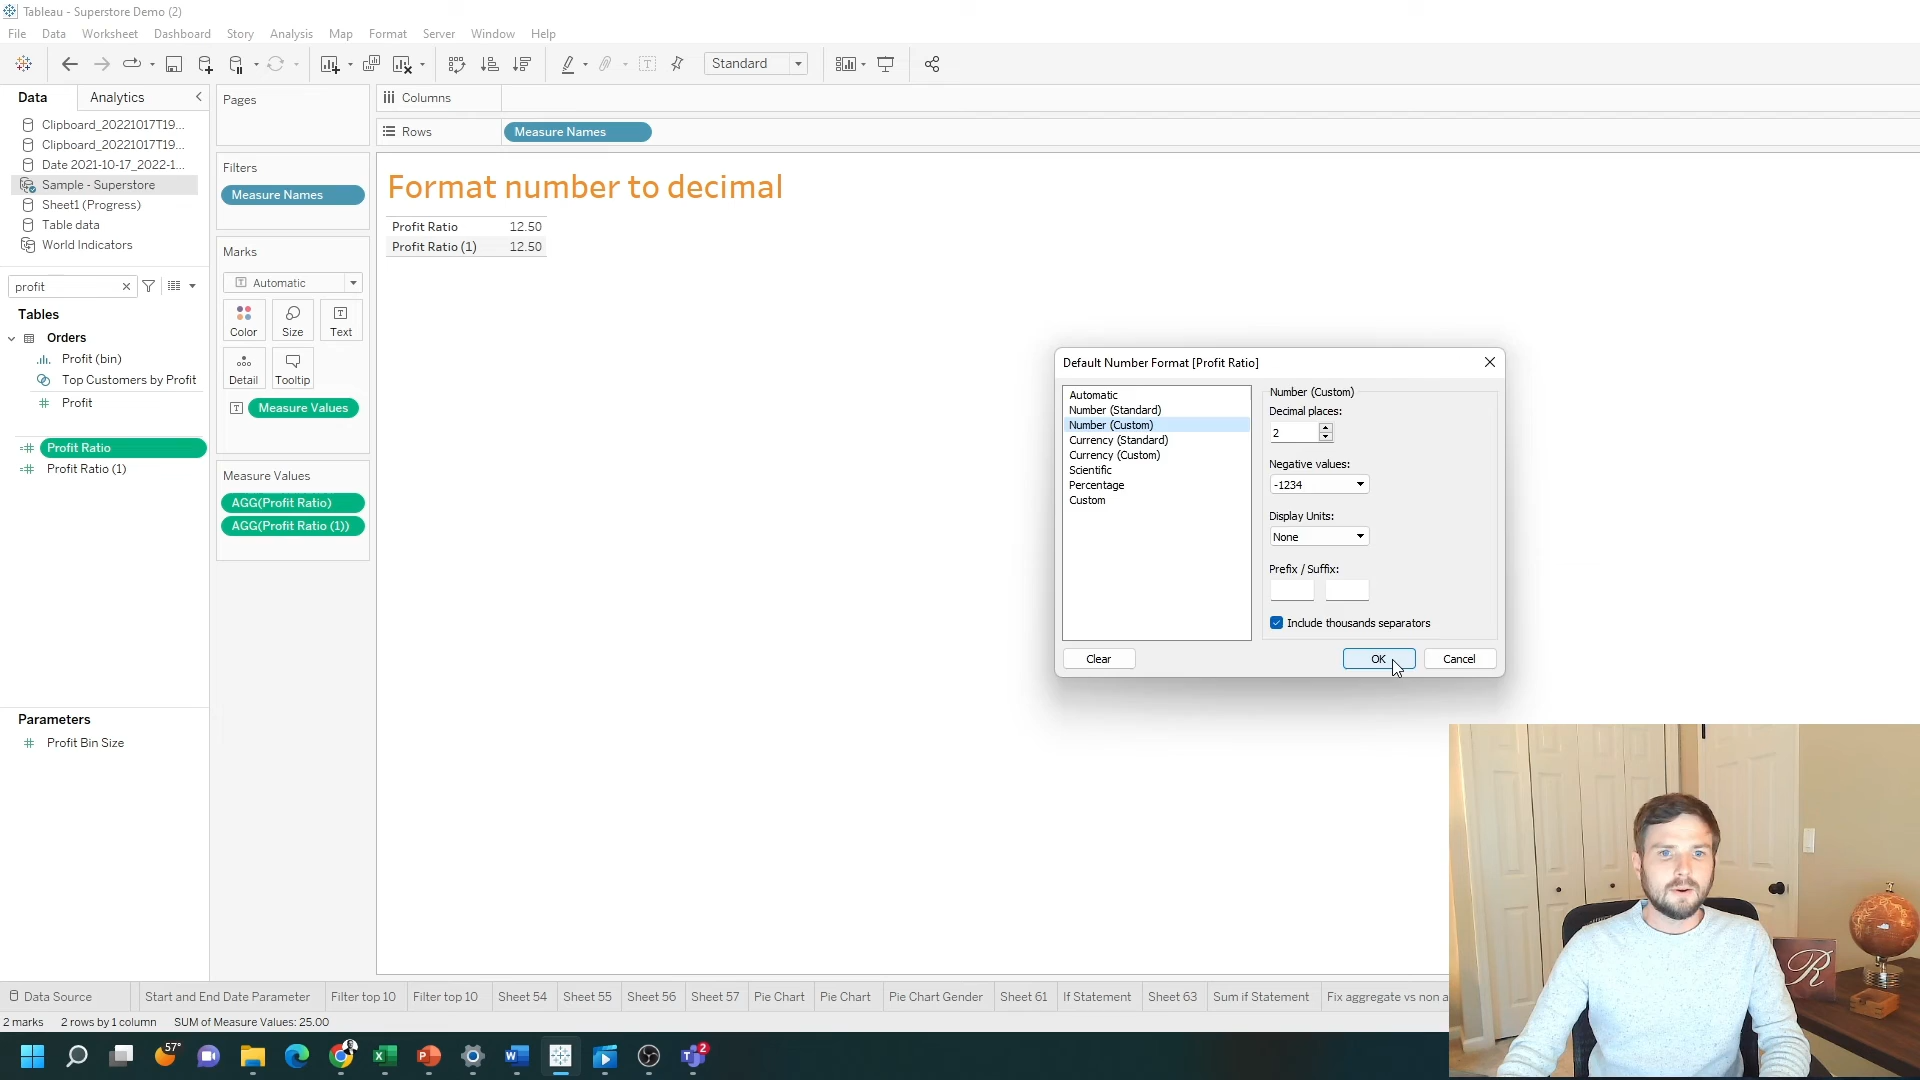 Tableau - Superstore Demo (2)
File Data Worksheet Dashboard Story Analysis Map Format Server Window Help
Standard
Data Analytics
Pages
Columns
Rows
Measure Names
Clipboard_20221017T19...
Clipboard_20221017T19...
Date 2021-10-17_2022-1...
Sample - Superstore
Sheet1 (Progress)
Table data
World Indicators
profit
Tables
Orders
Profit (bin)
Top Customers by Profit
Profit
Profit Ratio
Profit Ratio (1)
Parameters
Profit Bin Size
Filters
Measure Names
Marks
Automatic
Color Size Text
Detail Tooltip
Measure Values
Measure Values
AGG(Profit Ratio)
AGG(Profit Ratio (1))
Format number to decimal
Profit Ratio 12.50
Profit Ratio (1) 12.50
Default Number Format [Profit Ratio]
Automatic
Number (Standard)
Number (Custom)
Currency (Standard)
Currency (Custom)
Scientific
Percentage
Custom
Number (Custom)
Decimal places:
2
Negative values:
-1234
Display Units:
None
Prefix / Suffix:
Include thousands separators
Clear OK Cancel
R
Data Source Start and End Date Parameter Filter top 10 Filter top 10 Sheet 54 Sheet 55 Sheet 56 Sheet 57 Pie Chart Pie Chart Pie Chart Gender Sheet 61 If Statement Sheet 63 Sum if Statement Fix aggregate vs non a
2 marks 2 rows by 1 column SUM of Measure Values: 25.00
57°
2